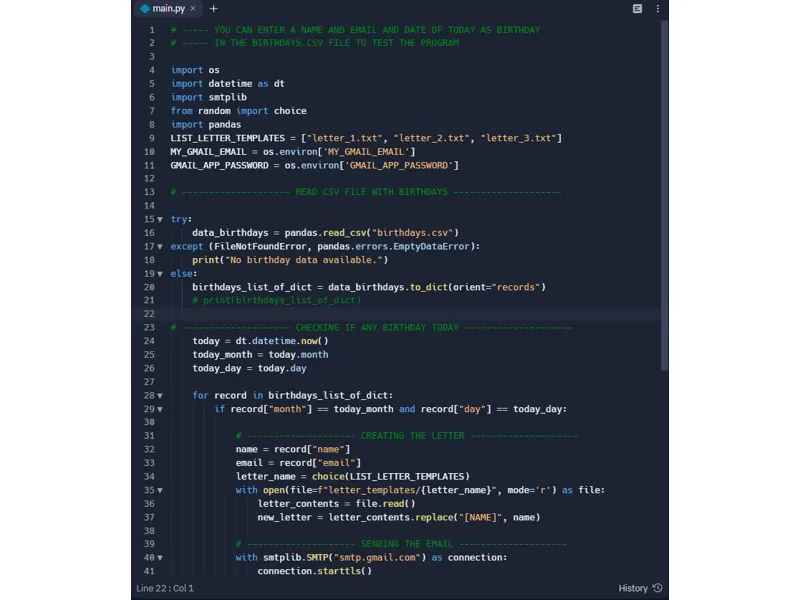 main.py × +
1 # ----- YOU CAN ENTER A NAME AND EMAIL AND DATE OF TODAY AS BIRTHDAY
2 # ----- IN THE BIRTHDAYS.CSV FILE TO TEST THE PROGRAM
3
4 import os
5 import datetime as dt
6 import smtplib
7 from random import choice
8 import pandas
9 LIST_LETTER_TEMPLATES = ["letter_1.txt", "letter_2.txt", "letter_3.txt"]
10 MY_GMAIL_EMAIL = os.environ['MY_GMAIL_EMAIL']
11 GMAIL_APP_PASSWORD = os.environ['GMAIL_APP_PASSWORD']
12
13 # -------------------- READ CSV FILE WITH BIRTHDAYS --------------------
14
15 try:
16     data_birthdays = pandas.read_csv("birthdays.csv")
17 except (FileNotFoundError, pandas.errors.EmptyDataError):
18     print("No birthday data available.")
19 else:
20     birthdays_list_of_dict = data_birthdays.to_dict(orient="records")
21     # print(birthdays_list_of_dict)
22
23 # -------------------- CHECKING IF ANY BIRTHDAY TODAY --------------------
24     today = dt.datetime.now()
25     today_month = today.month
26     today_day = today.day
27
28     for record in birthdays_list_of_dict:
29         if record["month"] == today_month and record["day"] == today_day:
30
31             # -------------------- CREATING THE LETTER --------------------
32             name = record["name"]
33             email = record["email"]
34             letter_name = choice(LIST_LETTER_TEMPLATES)
35             with open(file=f"letter_templates/{letter_name}", mode='r') as file:
36                 letter_contents = file.read()
37                 new_letter = letter_contents.replace("[NAME]", name)
38
39             # -------------------- SENDING THE EMAIL --------------------
40             with smtplib.SMTP("smtp.gmail.com") as connection:
41                 connection.starttls()
Line 22 : Col 1 History